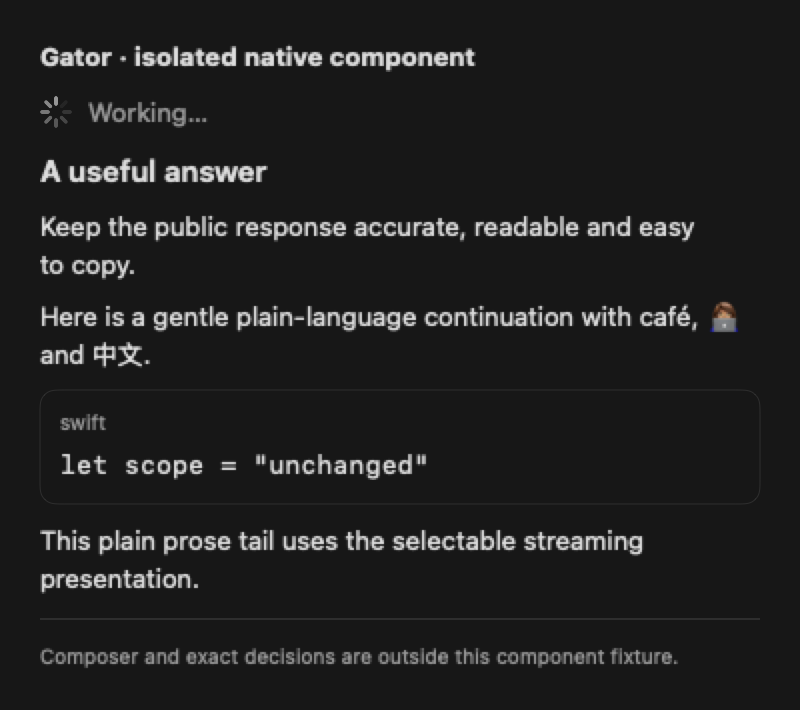 Gator · isolated native component
Working...
A useful answer
Keep the public response accurate, readable and easy
to copy.
Here is a gentle plain-language continuation with café, 🧑🏽‍💻
and 中文.
swift
let scope = "unchanged"
This plain prose tail uses the selectable streaming
presentation.
Composer and exact decisions are outside this component fixture.